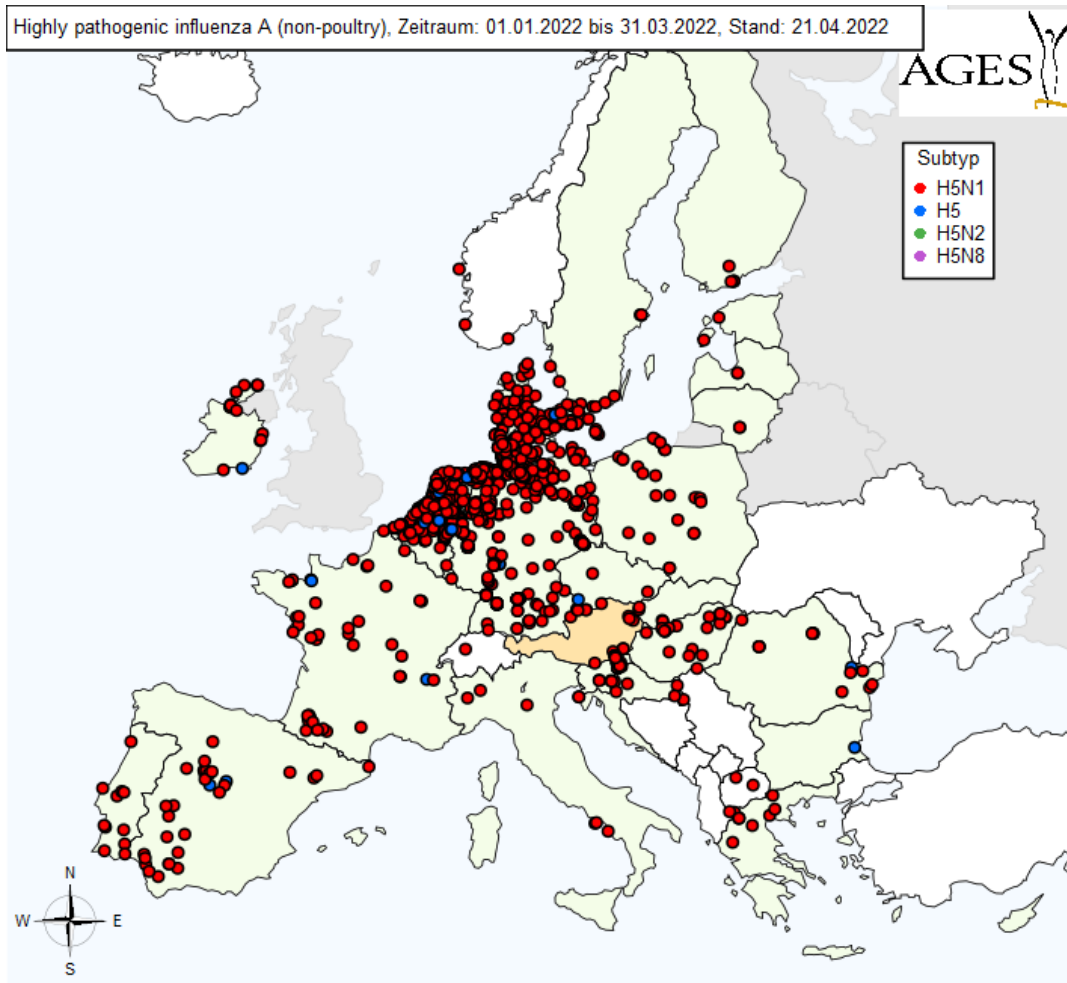 Highly pathogenic influenza A (non-poultry), Zeitraum: 01.01.2022 bis 31.03.2022, Stand: 21.04.2022
AGES
Subtyp
H5N1
H5
H5N2
H5N8
N
W E
S